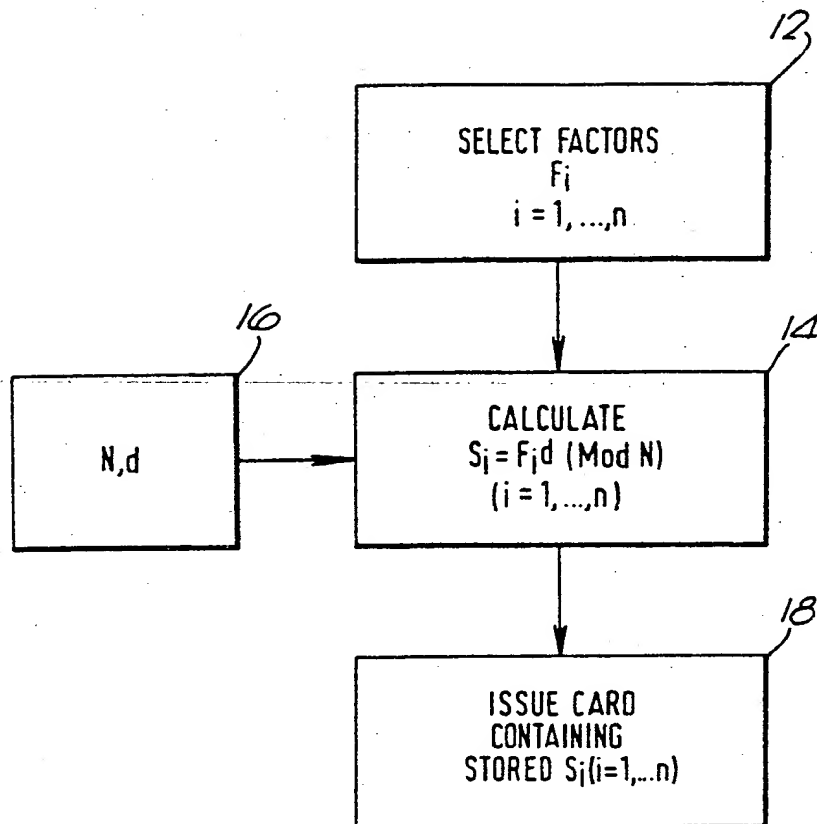 12
SELECT FACTORS
Fi
i = 1, ...,n
16
14
N,d
CALCULATE
Si = Fid (Mod N)
(i = 1, ...,n)
18
ISSUE CARD
CONTAINING
STORED Si(i=1,...n)